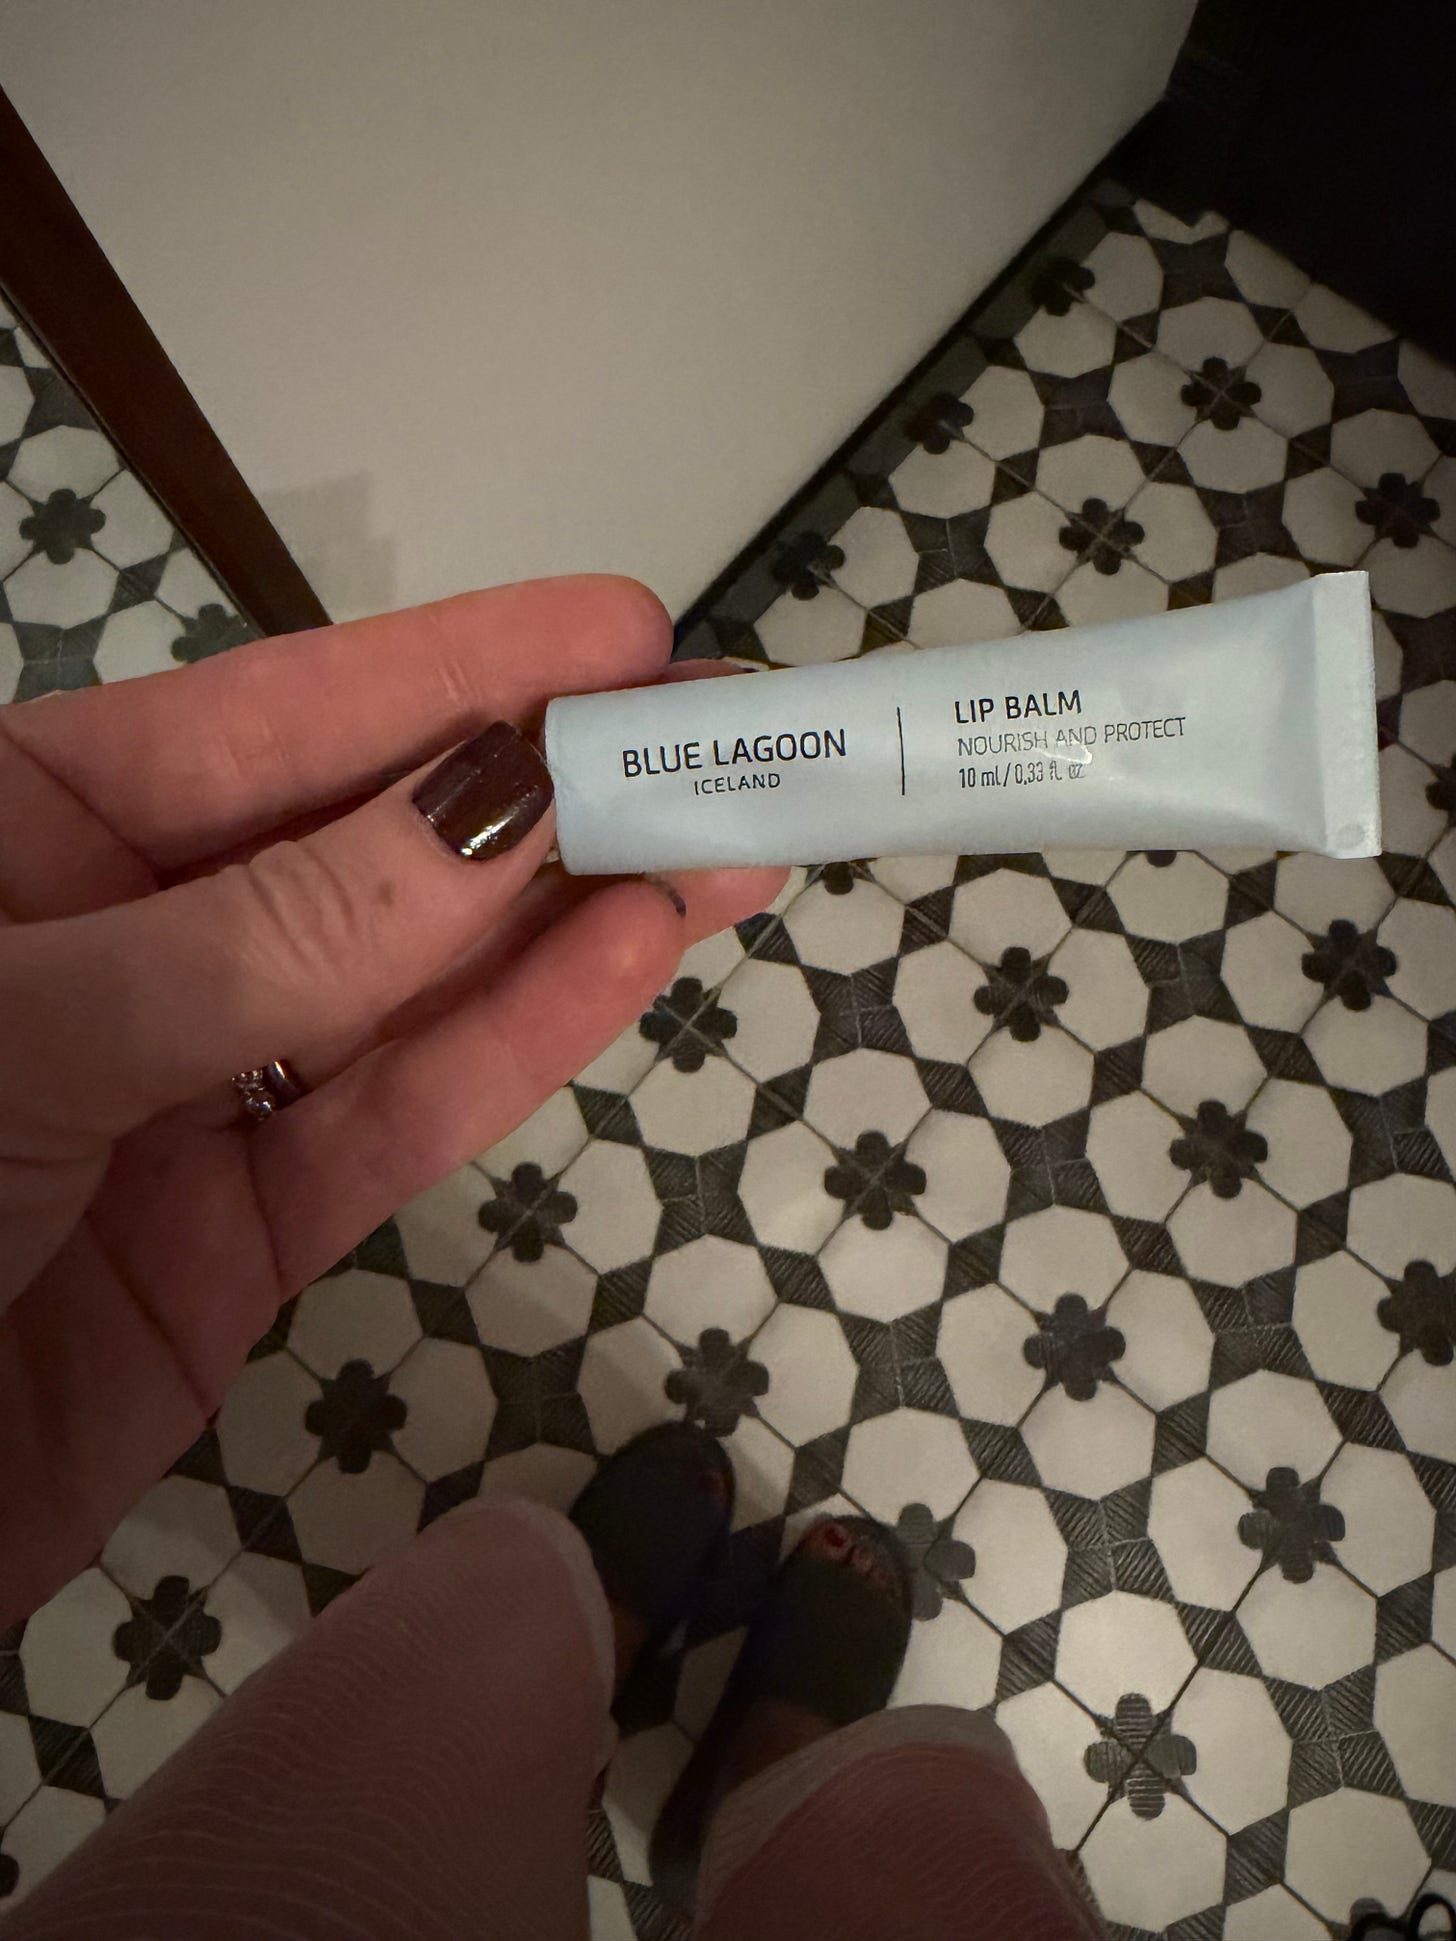 BLUE LAGOON
ICELAND
LIP BALM
NOURISH AND PROTECT
10 ml/0,33 fl. oz